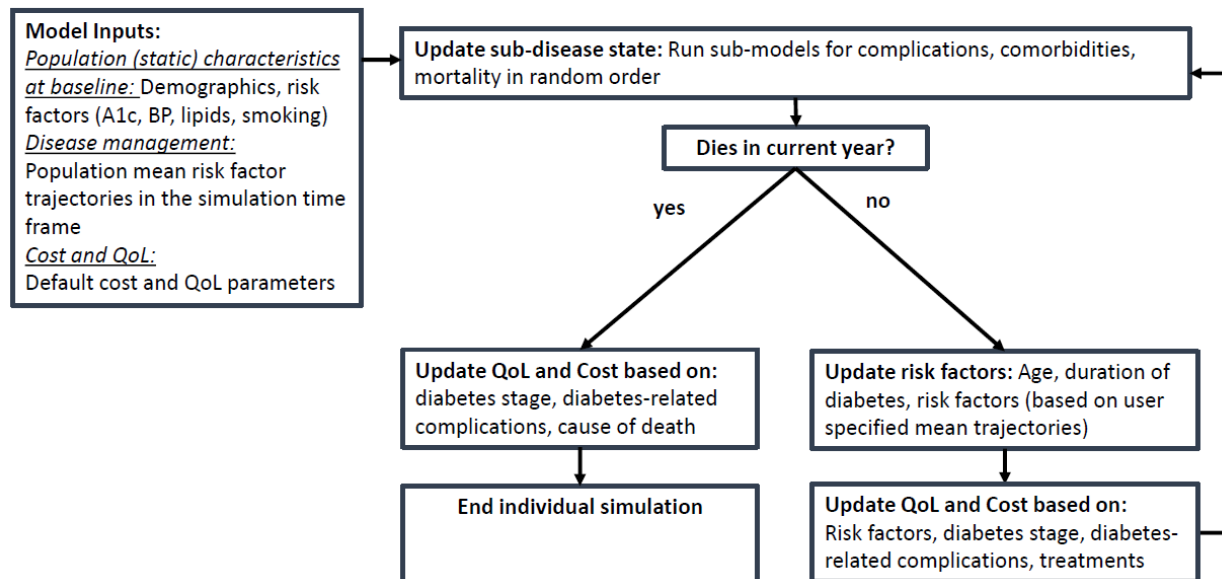 Model Inputs:
Population (static) characteristics
at baseline: Demographics, risk
factors (A1c, BP, lipids, smoking)
Disease management:
Population mean risk factor
trajectories in the simulation time
frame
Cost and QoL:
Default cost and QoL parameters
Update sub-disease state: Run sub-models for complications, comorbidities,
mortality in random order
Dies in current year?
yes
no
Update QoL and Cost based on:
diabetes stage, diabetes-related
complications, cause of death
End individual simulation
Update risk factors: Age, duration of
diabetes, risk factors (based on user
specified mean trajectories)
Update QoL and Cost based on:
Risk factors, diabetes stage, diabetes-
related complications, treatments